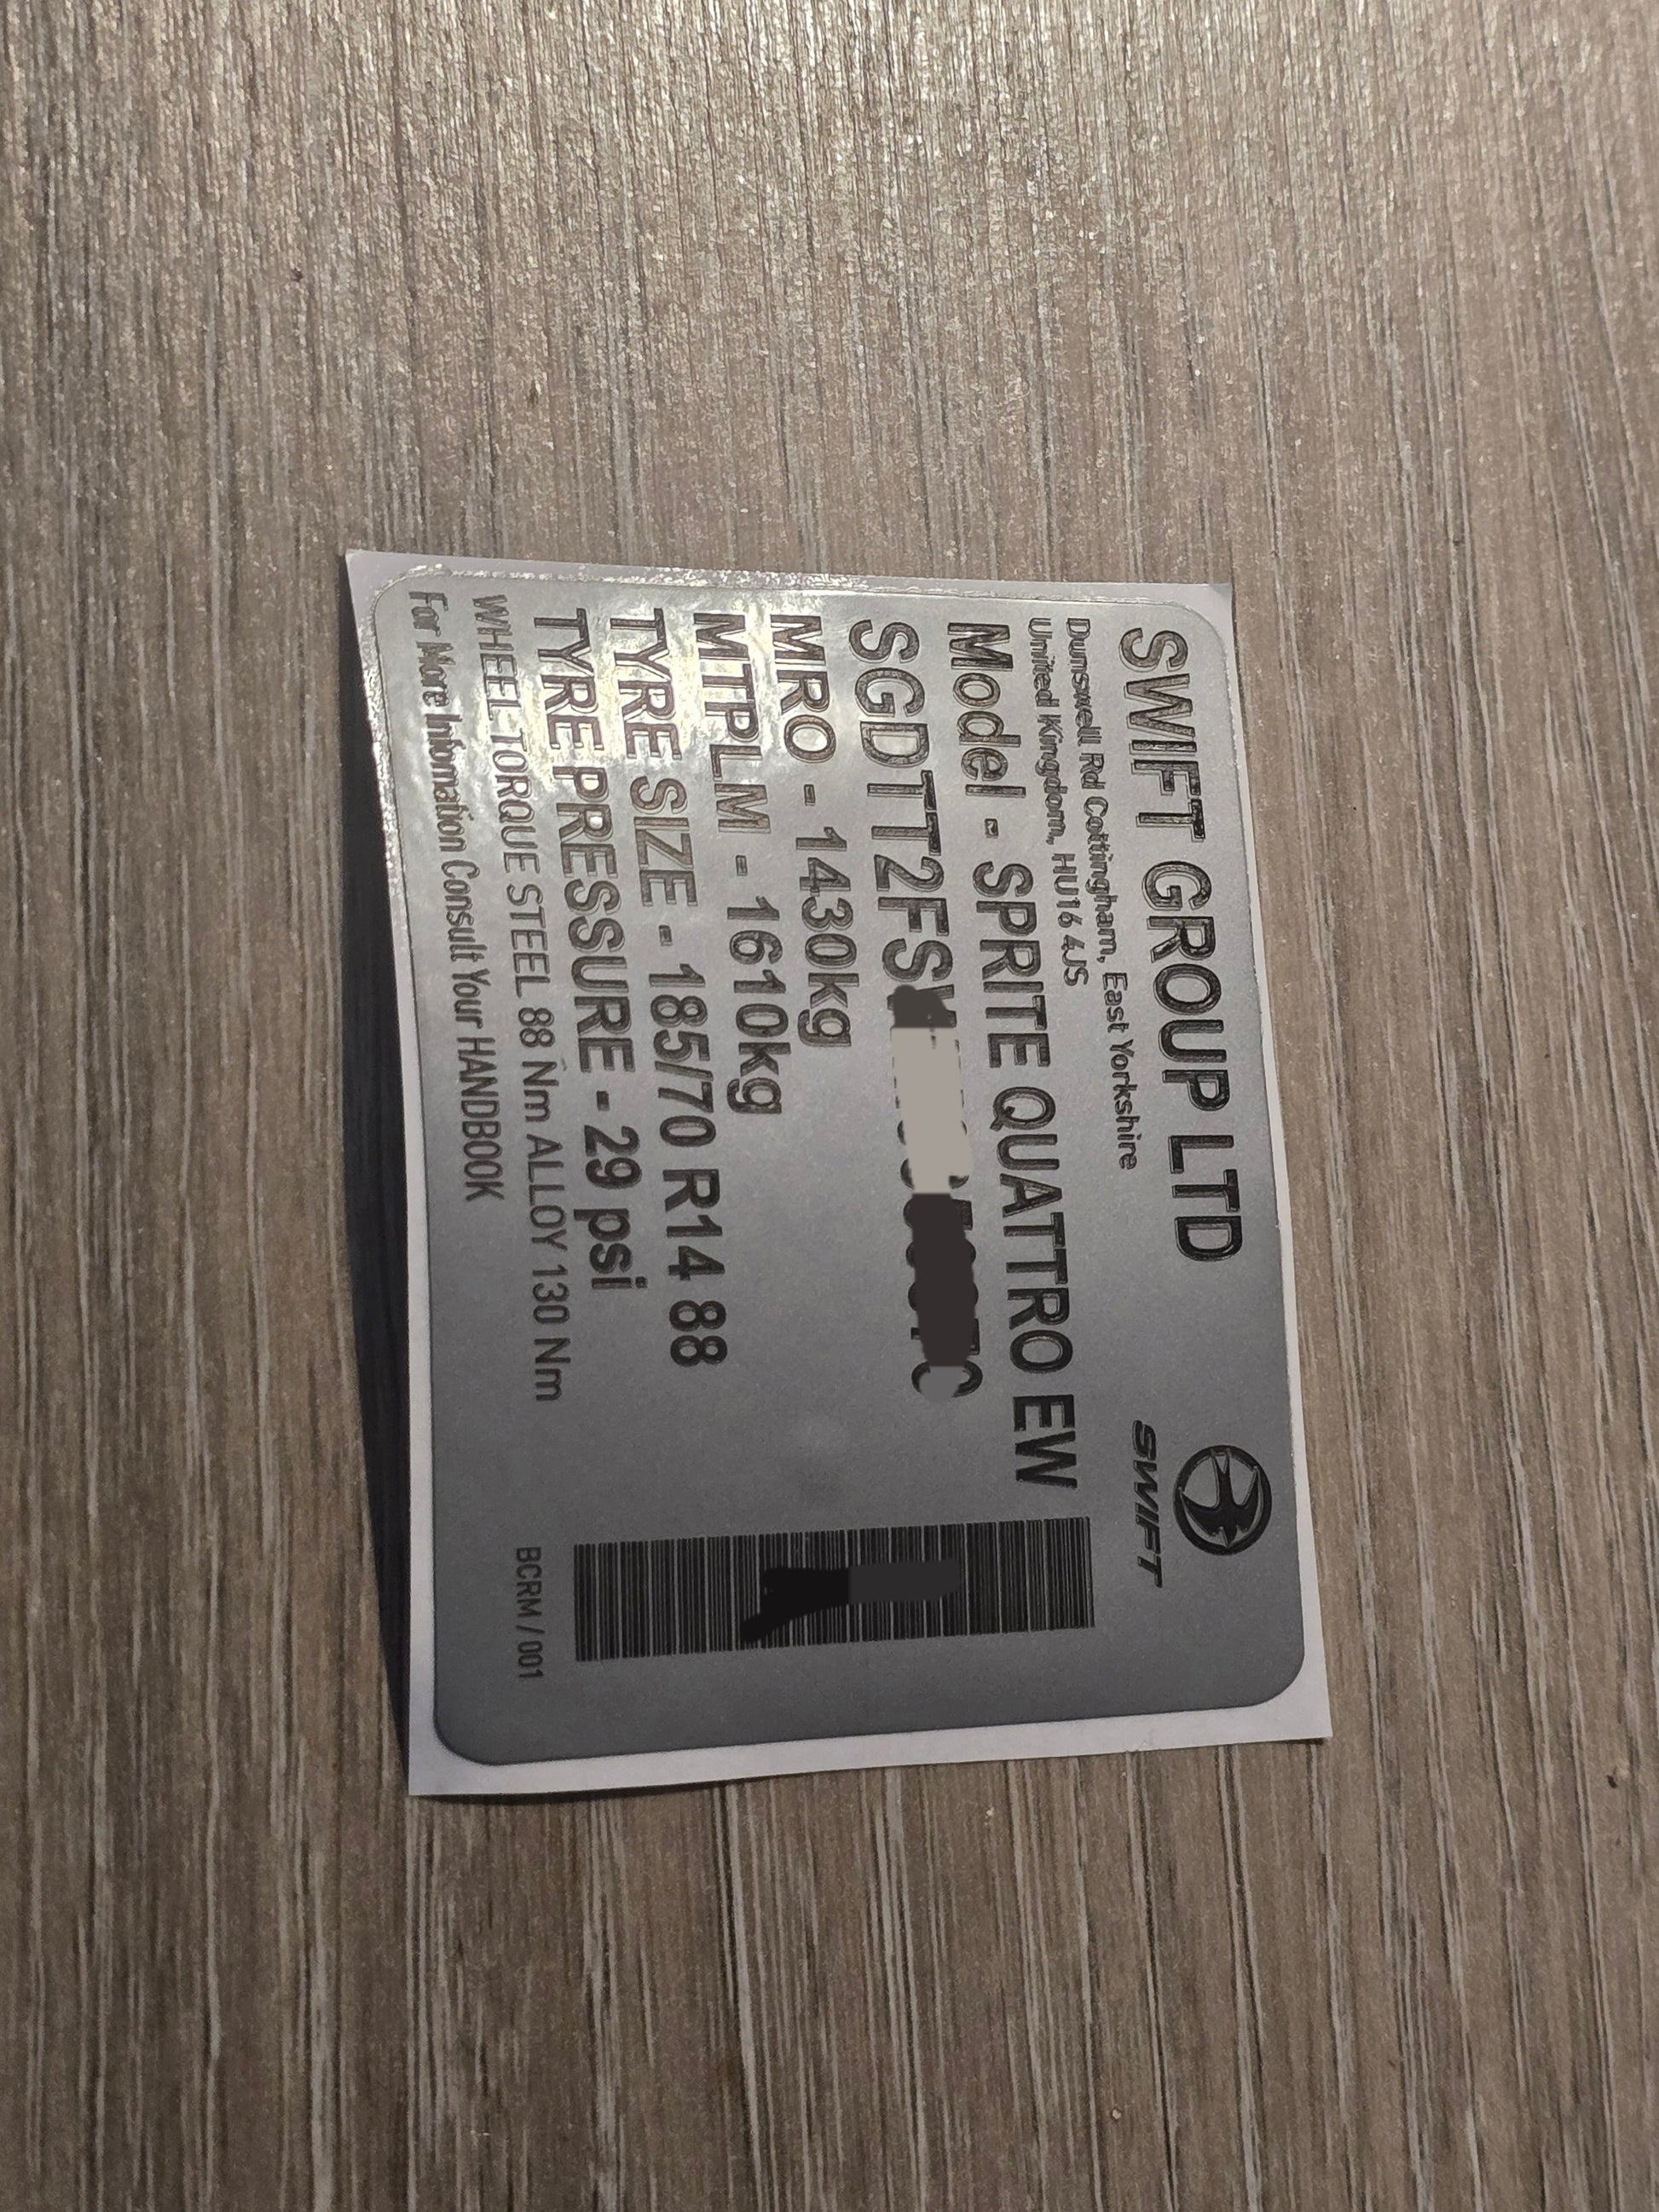 SWIFT GROUP LTD
Dunswell Rd Cottingham, East Yorkshire
United Kingdom, HU16 4JS
SWIFT
Model - SPRITE QUATTRO EW
SGDTT2FS
MRO - 1430kg
MTPLM - 1610kg
TYRE SIZE - 185/70 R14 88
TYRE PRESSURE - 29 psi
WHEEL TORQUE STEEL 88 Nm ALLOY 130 Nm
For More Information Consult Your HANDBOOK
BCRM / 001